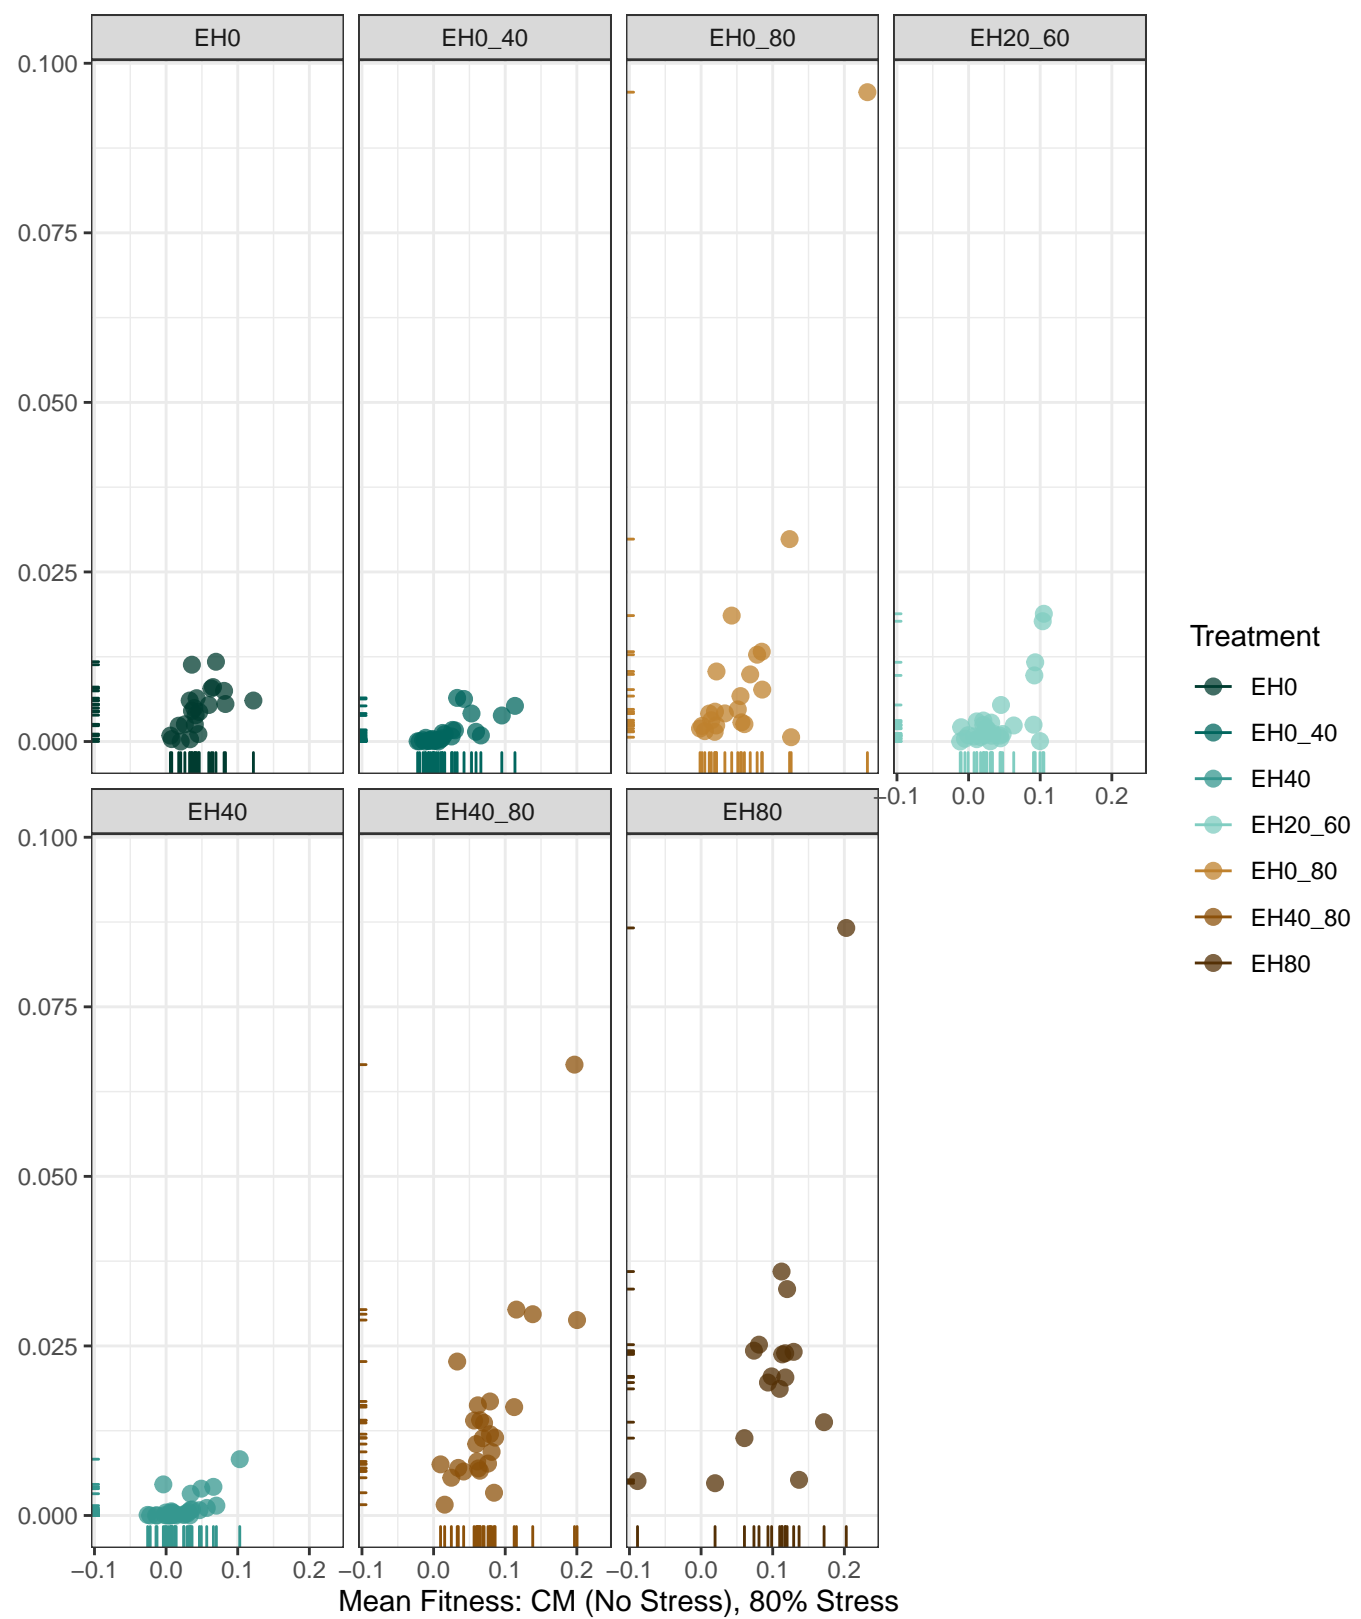 EH0 EH0_40 EH0_80 EH20_60
0.100
0.075
0.050
0.025
0.000
−0.1 0.0 0.1 0.2
EH40 EH40_80 EH80
0.100
0.075
0.050
0.025
0.000
−0.1 0.0 0.1 0.2 −0.1 0.0 0.1 0.2 −0.1 0.0 0.1 0.2
Mean Fitness: CM (No Stress), 80% Stress
Treatment
EH0
EH0_40
EH40
EH20_60
EH0_80
EH40_80
EH80